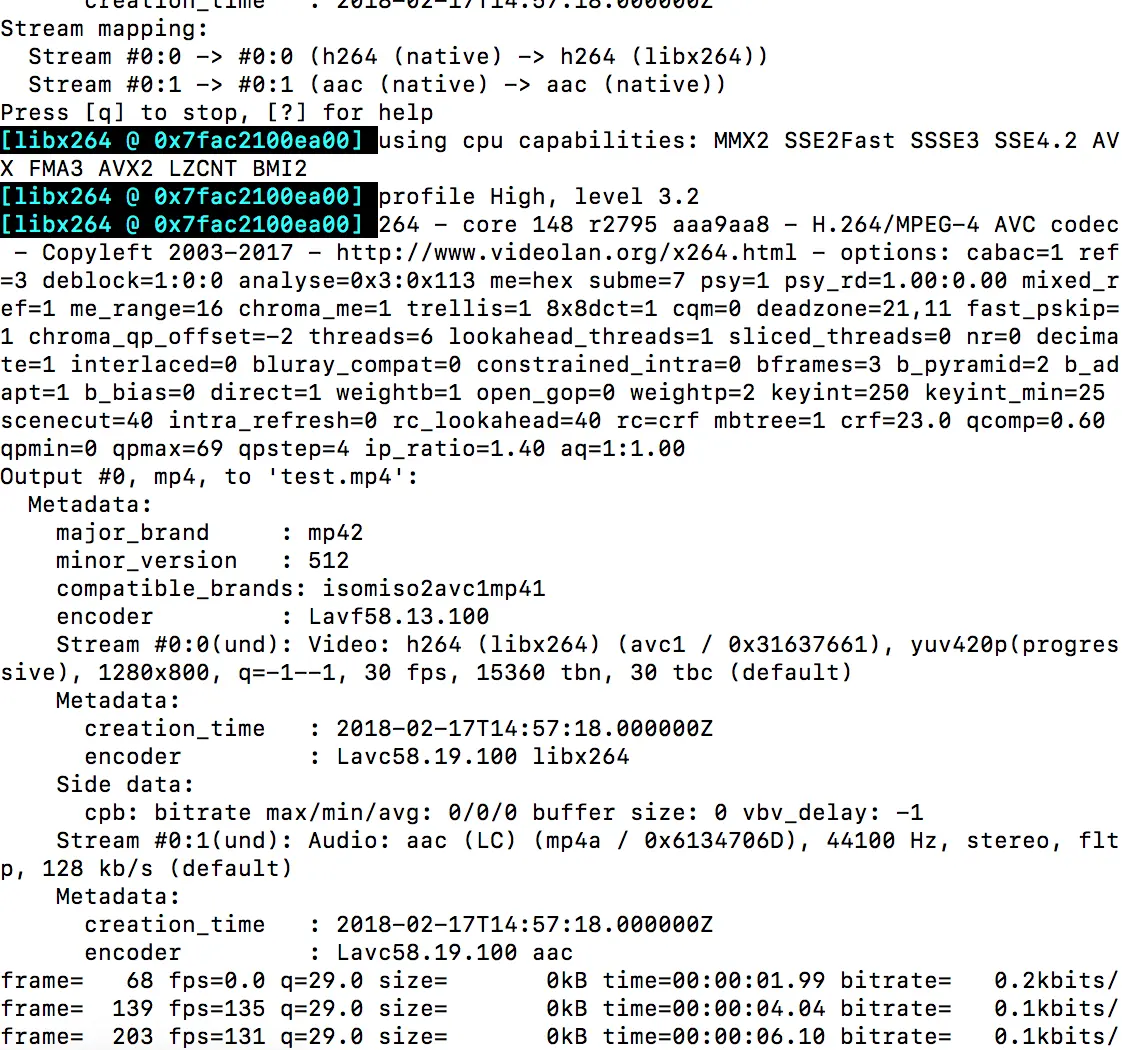 creation_time   : 2018-02-17T14:57:18.000000Z
Stream mapping:
  Stream #0:0 -> #0:0 (h264 (native) -> h264 (libx264))
  Stream #0:1 -> #0:1 (aac (native) -> aac (native))
Press [q] to stop, [?] for help
[libx264 @ 0x7fac2100ea00] using cpu capabilities: MMX2 SSE2Fast SSSE3 SSE4.2 AV
X FMA3 AVX2 LZCNT BMI2
[libx264 @ 0x7fac2100ea00] profile High, level 3.2
[libx264 @ 0x7fac2100ea00] 264 - core 148 r2795 aaa9aa8 - H.264/MPEG-4 AVC codec
 - Copyleft 2003-2017 - http://www.videolan.org/x264.html - options: cabac=1 ref
=3 deblock=1:0:0 analyse=0x3:0x113 me=hex subme=7 psy=1 psy_rd=1.00:0.00 mixed_r
ef=1 me_range=16 chroma_me=1 trellis=1 8x8dct=1 cqm=0 deadzone=21,11 fast_pskip=
1 chroma_qp_offset=-2 threads=6 lookahead_threads=1 sliced_threads=0 nr=0 decima
te=1 interlaced=0 bluray_compat=0 constrained_intra=0 bframes=3 b_pyramid=2 b_ad
apt=1 b_bias=0 direct=1 weightb=1 open_gop=0 weightp=2 keyint=250 keyint_min=25
scenecut=40 intra_refresh=0 rc_lookahead=40 rc=crf mbtree=1 crf=23.0 qcomp=0.60
qpmin=0 qpmax=69 qpstep=4 ip_ratio=1.40 aq=1:1.00
Output #0, mp4, to 'test.mp4':
  Metadata:
    major_brand     : mp42
    minor_version   : 512
    compatible_brands: isomiso2avc1mp41
    encoder         : Lavf58.13.100
    Stream #0:0(und): Video: h264 (libx264) (avc1 / 0x31637661), yuv420p(progres
sive), 1280x800, q=-1--1, 30 fps, 15360 tbn, 30 tbc (default)
    Metadata:
      creation_time   : 2018-02-17T14:57:18.000000Z
      encoder         : Lavc58.19.100 libx264
    Side data:
      cpb: bitrate max/min/avg: 0/0/0 buffer size: 0 vbv_delay: -1
    Stream #0:1(und): Audio: aac (LC) (mp4a / 0x6134706D), 44100 Hz, stereo, flt
p, 128 kb/s (default)
    Metadata:
      creation_time   : 2018-02-17T14:57:18.000000Z
      encoder         : Lavc58.19.100 aac
frame=   68 fps=0.0 q=29.0 size=       0kB time=00:00:01.99 bitrate=   0.2kbits/
frame=  139 fps=135 q=29.0 size=       0kB time=00:00:04.04 bitrate=   0.1kbits/
frame=  203 fps=131 q=29.0 size=       0kB time=00:00:06.10 bitrate=   0.1kbits/